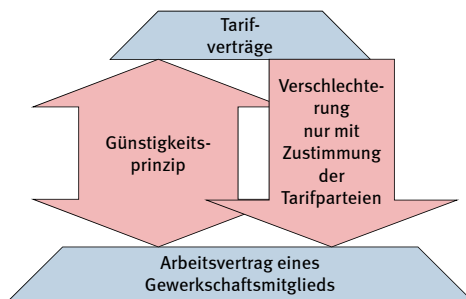 Tarif-
verträge
Günstigkeits-
prinzip
Verschlechte-
rung
nur mit
Zustimmung
der
Tarifparteien
Arbeitsvertrag eines
Gewerkschaftsmitglieds